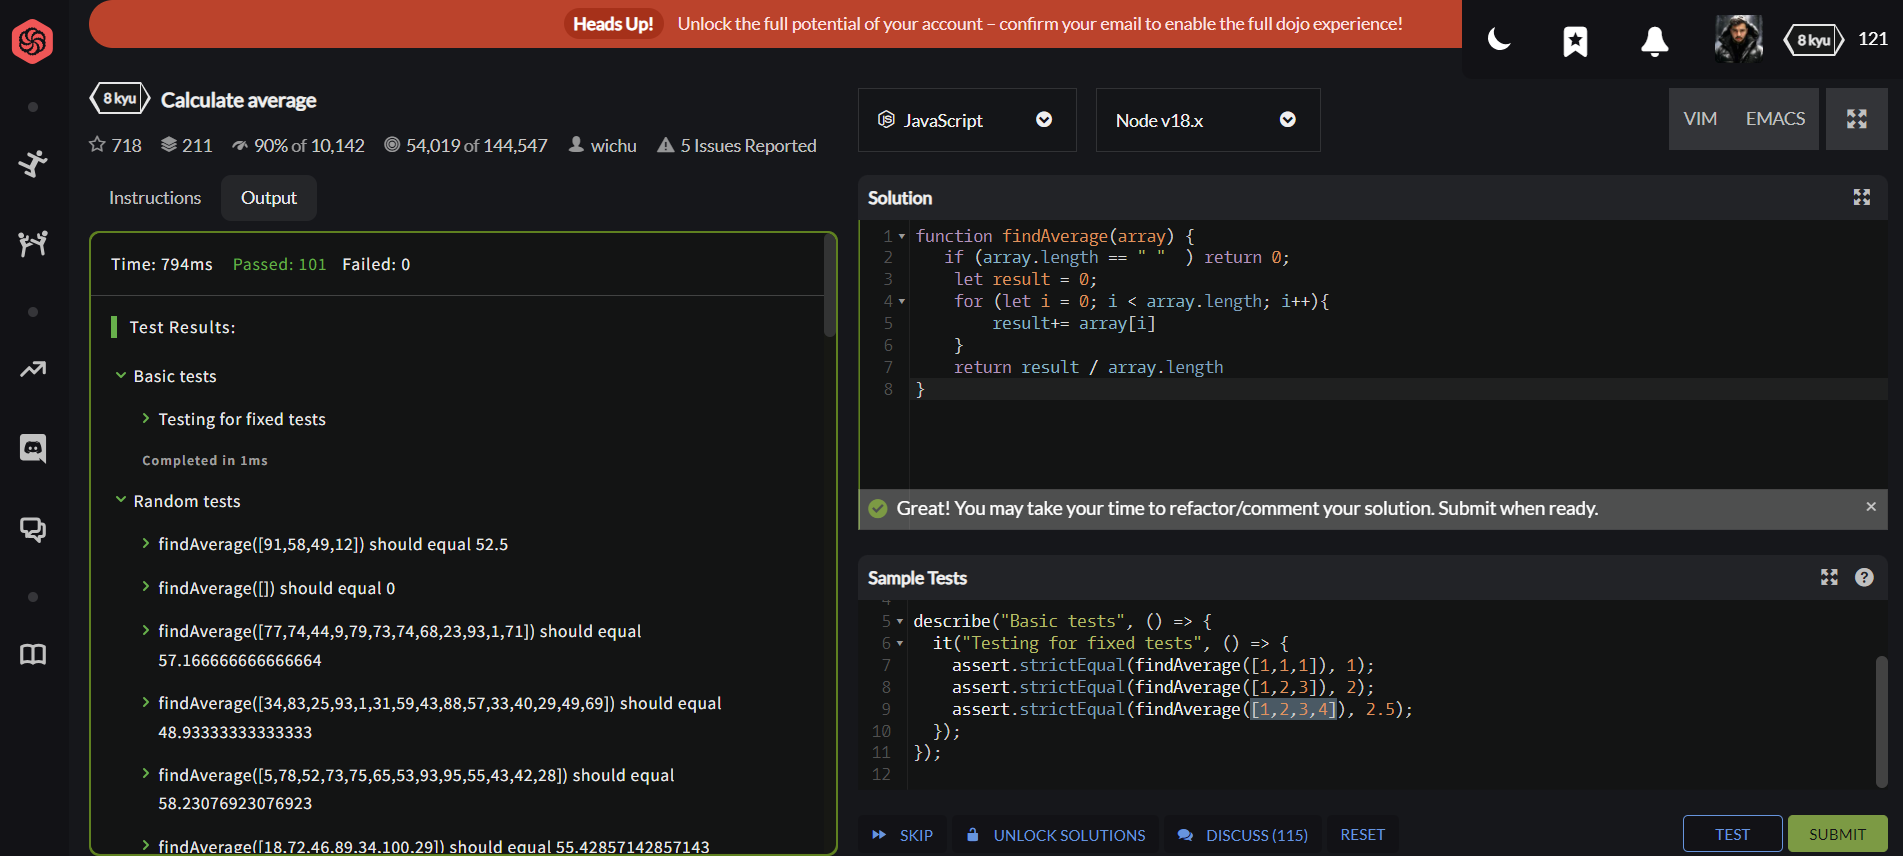 Heads Up! Unlock the full potential of your account – confirm your email to enable the full dojo experience!
8 kyu 121
8 kyu Calculate average
718 211 90% of 10,142 54,019 of 144,547 wichu 5 Issues Reported
Instructions Output
Time: 794ms Passed: 101 Failed: 0
Test Results:
Basic tests
Testing for fixed tests
Completed in 1ms
Random tests
findAverage([91,58,49,12]) should equal 52.5
findAverage([]) should equal 0
findAverage([77,74,44,9,79,73,74,68,23,93,1,71]) should equal
57.166666666666664
findAverage([34,83,25,93,1,31,59,43,88,57,33,40,29,49,69]) should equal
48.93333333333333
findAverage([5,78,52,73,75,65,53,93,95,55,43,42,28]) should equal
58.23076923076923
findAverage([18,72,46,89,34,100,29]) should equal 55.42857142857143
JavaScript Node v18.x VIM EMACS
Solution
1 function findAverage(array) {
2 if (array.length == " " ) return 0;
3 let result = 0;
4 for (let i = 0; i < array.length; i++){
5 result+= array[i]
6 }
7 return result / array.length
8 }
Great! You may take your time to refactor/comment your solution. Submit when ready.
Sample Tests
4
5 describe("Basic tests", () => {
6 it("Testing for fixed tests", () => {
7 assert.strictEqual(findAverage([1,1,1]), 1);
8 assert.strictEqual(findAverage([1,2,3]), 2);
9 assert.strictEqual(findAverage([1,2,3,4]), 2.5);
10 });
11 });
12
SKIP UNLOCK SOLUTIONS DISCUSS (115) RESET TEST SUBMIT